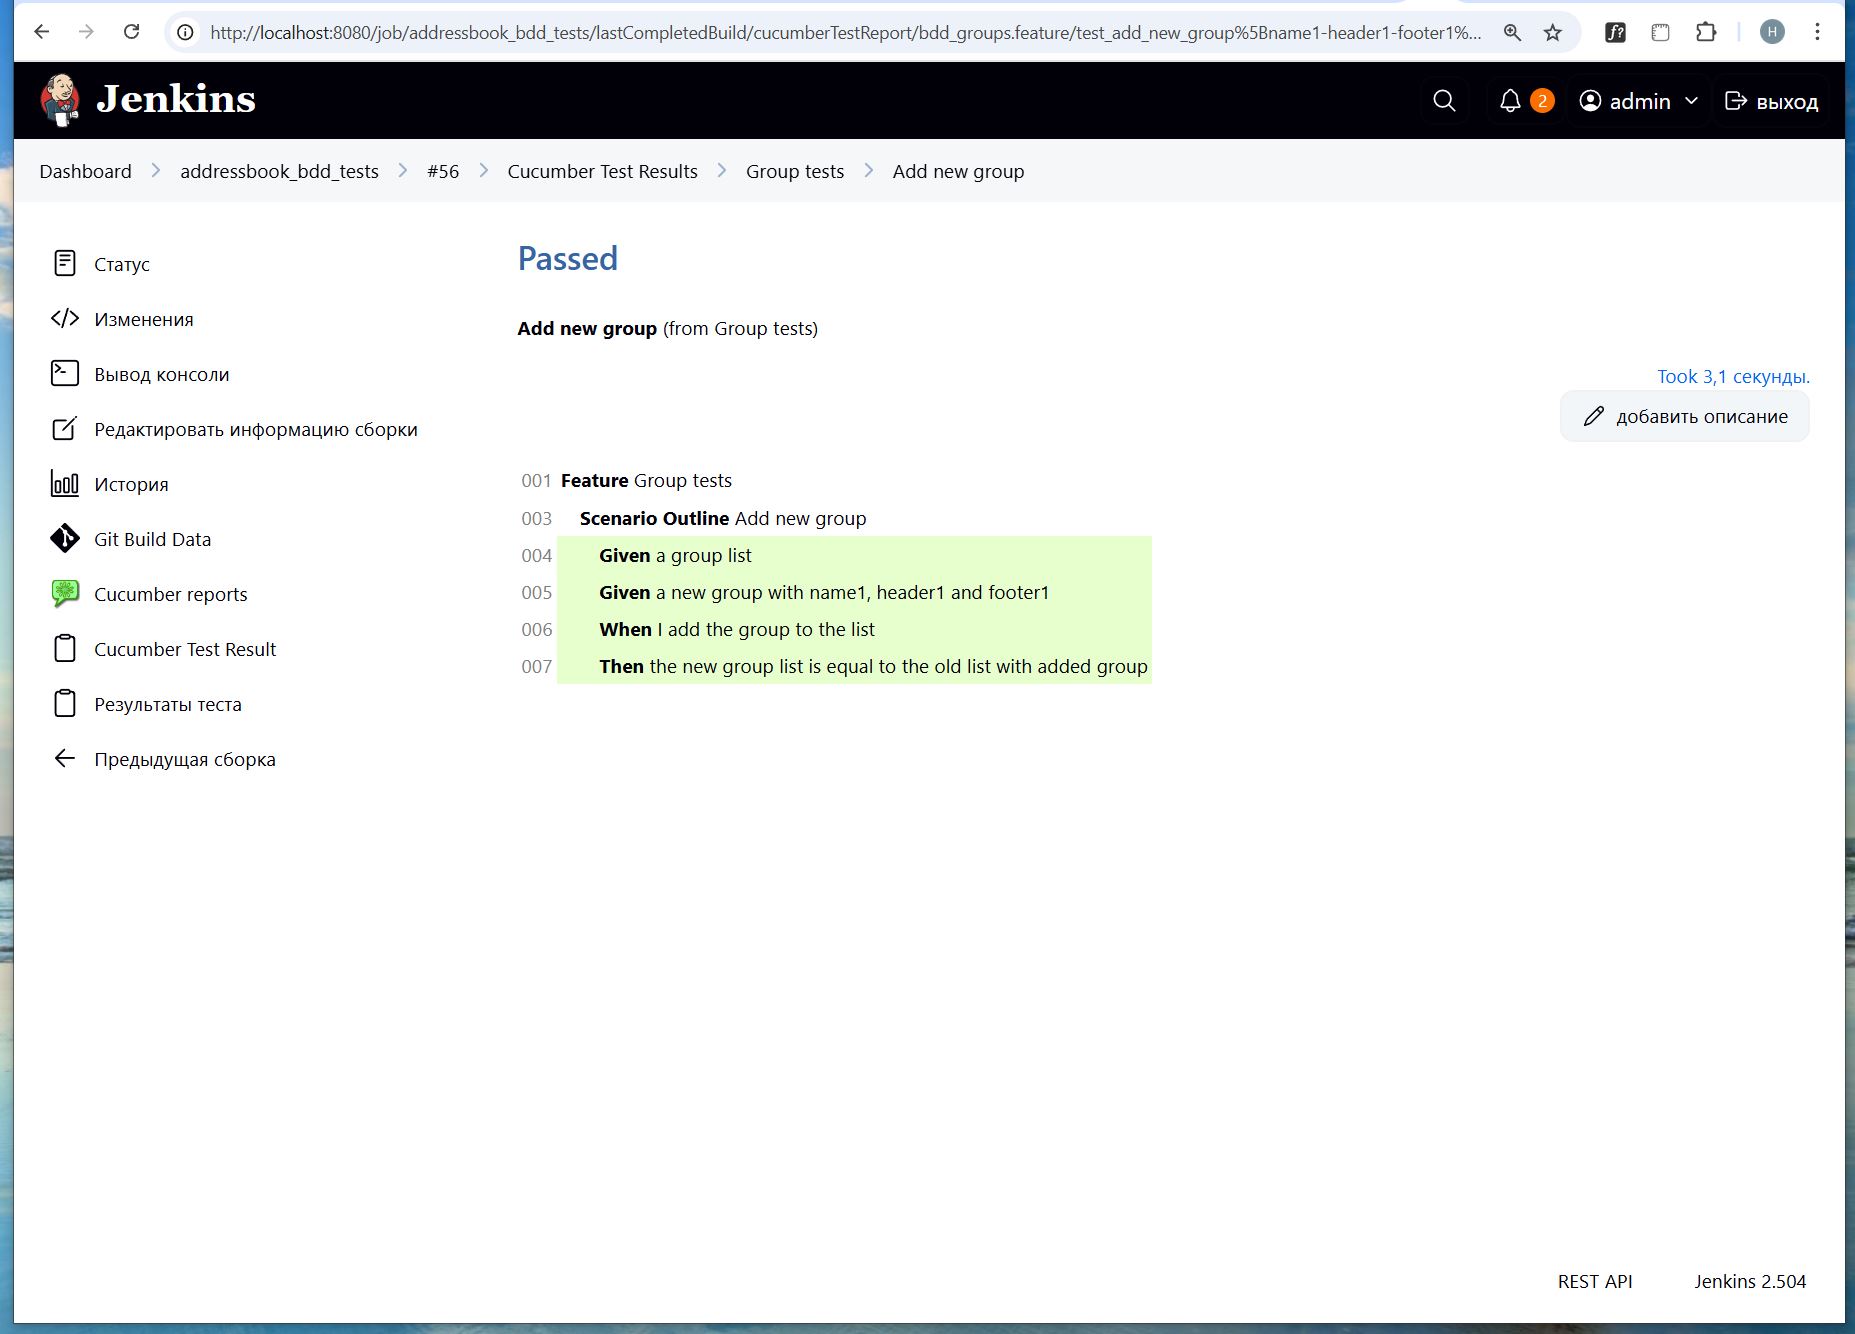 http://localhost:8080/job/addressbook_bdd_tests/lastCompletedBuild/cucumberTestReport/bdd_groups.feature/test_add_new_group%5Bname1-header1-footer1%...
f?
H
Jenkins
2
admin
выход
Dashboard
addressbook_bdd_tests
#56
Cucumber Test Results
Group tests
Add new group
Статус
Изменения
Вывод консоли
Редактировать информацию сборки
История
Git Build Data
Cucumber reports
Cucumber Test Result
Результаты теста
Предыдущая сборка
Passed
Add new group (from Group tests)
Took 3,1 секунды.
добавить описание
001 Feature Group tests
003 Scenario Outline Add new group
004 Given a group list
005 Given a new group with name1, header1 and footer1
006 When I add the group to the list
007 Then the new group list is equal to the old list with added group
REST API
Jenkins 2.504